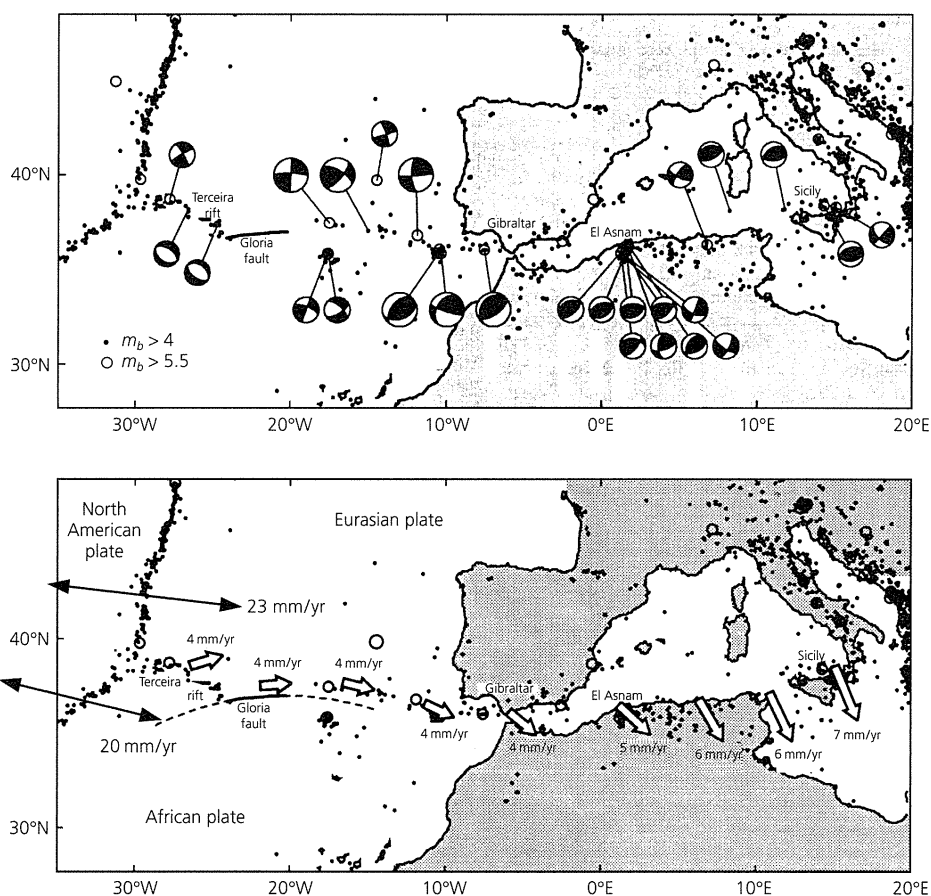 40°N
30°N
Terceira
rift
Gloria
fault
Gibraltar
El Asnam
Sicily
m_b > 4
m_b > 5.5
30°W
20°W
10°W
0°E
10°E
20°E
North
American
plate
Eurasian plate
23 mm/yr
40°N
4 mm/yr
4 mm/yr
4 mm/yr
Terceira
rift
Gloria
fault
Gibraltar
El Asnam
Sicily
20 mm/yr
4 mm/yr
4 mm/yr
5 mm/yr
6 mm/yr
6 mm/yr
7 mm/yr
African plate
30°N
30°W
20°W
10°W
0°E
10°E
20°E